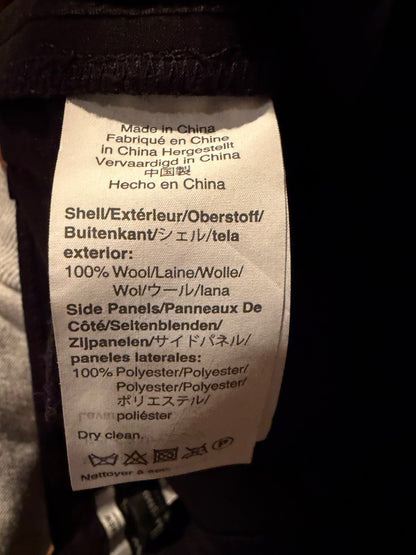 Made in China
Fabriqué en Chine
in China Hergestellt
Vervaardigd in China
中国製
Hecho en China
Shell/Extérieur/Oberstoff/
Buitenkant/シェル/tela
exterior:
100% Wool/Laine/Wolle/
Wol/ウール/lana
Side Panels/Panneaux De
Côté/Seitenblenden/
Zijpanelen/サイドパネル/
paneles laterales:
100% Polyester/Polyester/
Polyester/Polyester/
ポリエステル/
poliéster
Dry clean.
P
Nettoyer à sec.